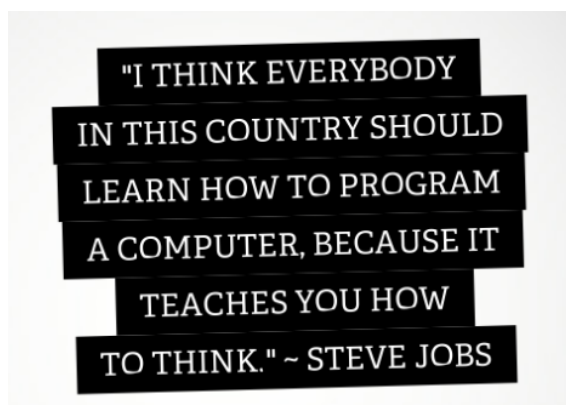 "I THINK EVERYBODY
IN THIS COUNTRY SHOULD
LEARN HOW TO PROGRAM
A COMPUTER, BECAUSE IT
TEACHES YOU HOW
TO THINK." ~ STEVE JOBS